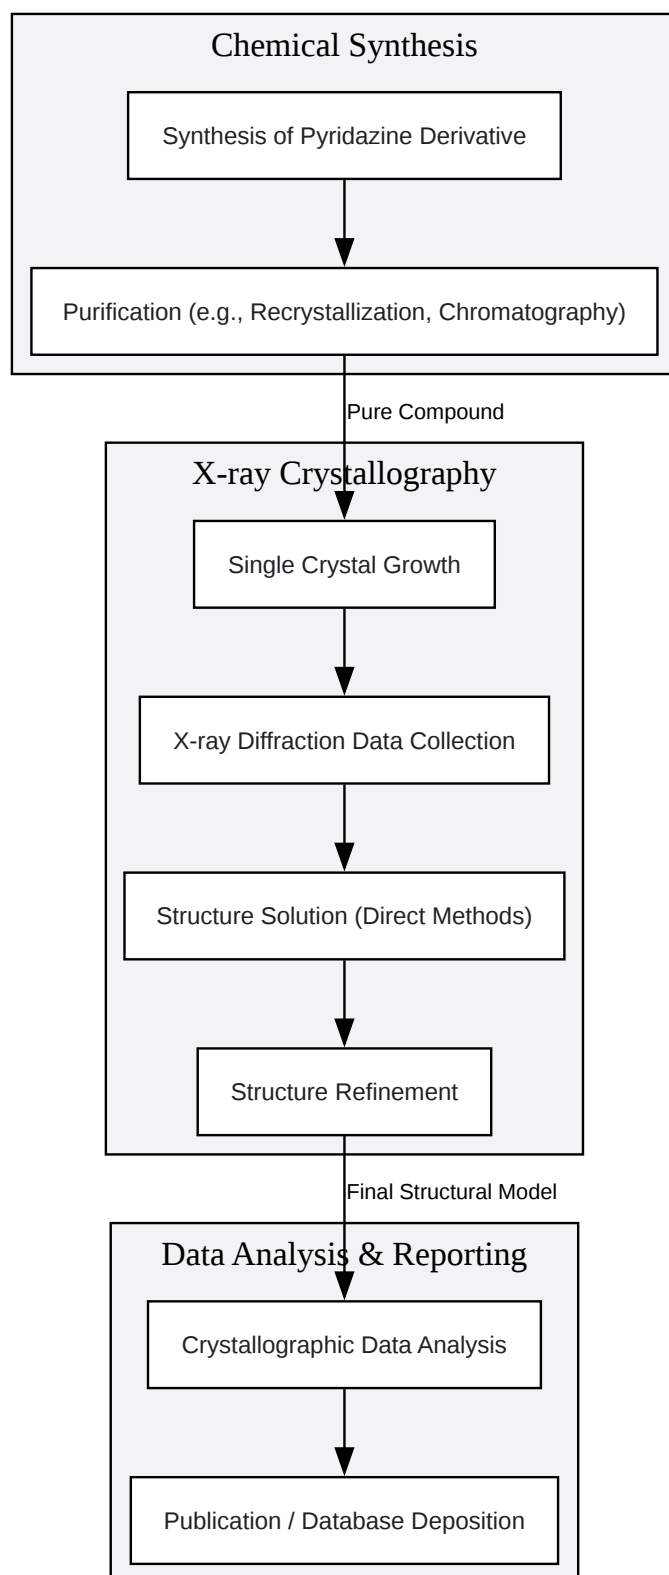 Chemical Synthesis
Synthesis of Pyridazine Derivative
Purification (e.g., Recrystallization, Chromatography)
Pure Compound
X-ray Crystallography
Single Crystal Growth
X-ray Diffraction Data Collection
Structure Solution (Direct Methods)
Structure Refinement
Final Structural Model
Data Analysis & Reporting
Crystallographic Data Analysis
Publication / Database Deposition